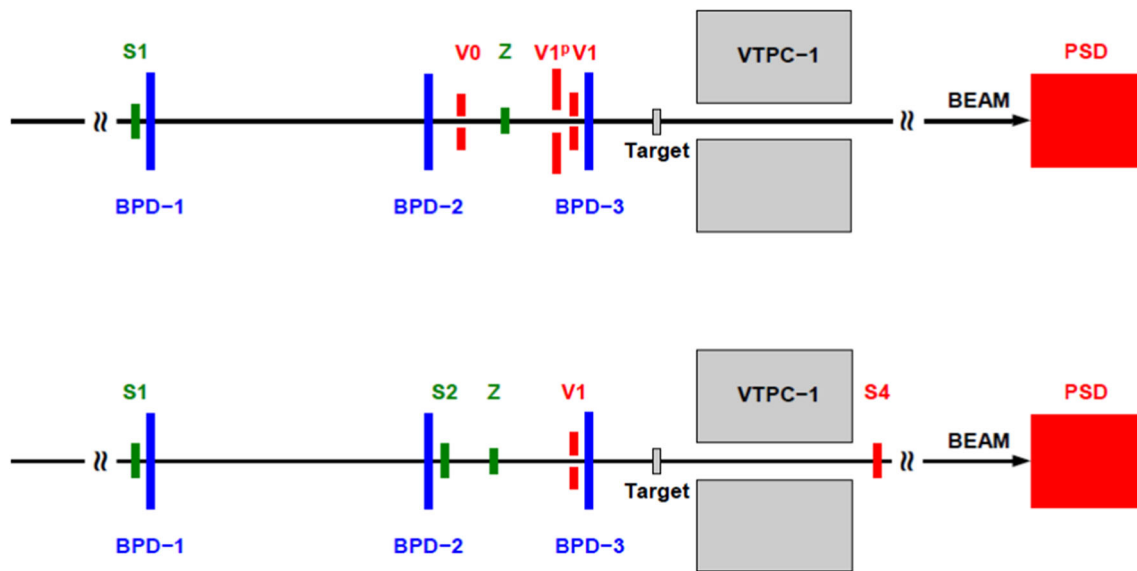 S1 V0 Z V1ᵖ V1 VTPC−1 PSD
BEAM
Target
BPD−1 BPD−2 BPD−3
S1 S2 Z V1 VTPC−1 S4 PSD
BEAM
Target
BPD−1 BPD−2 BPD−3